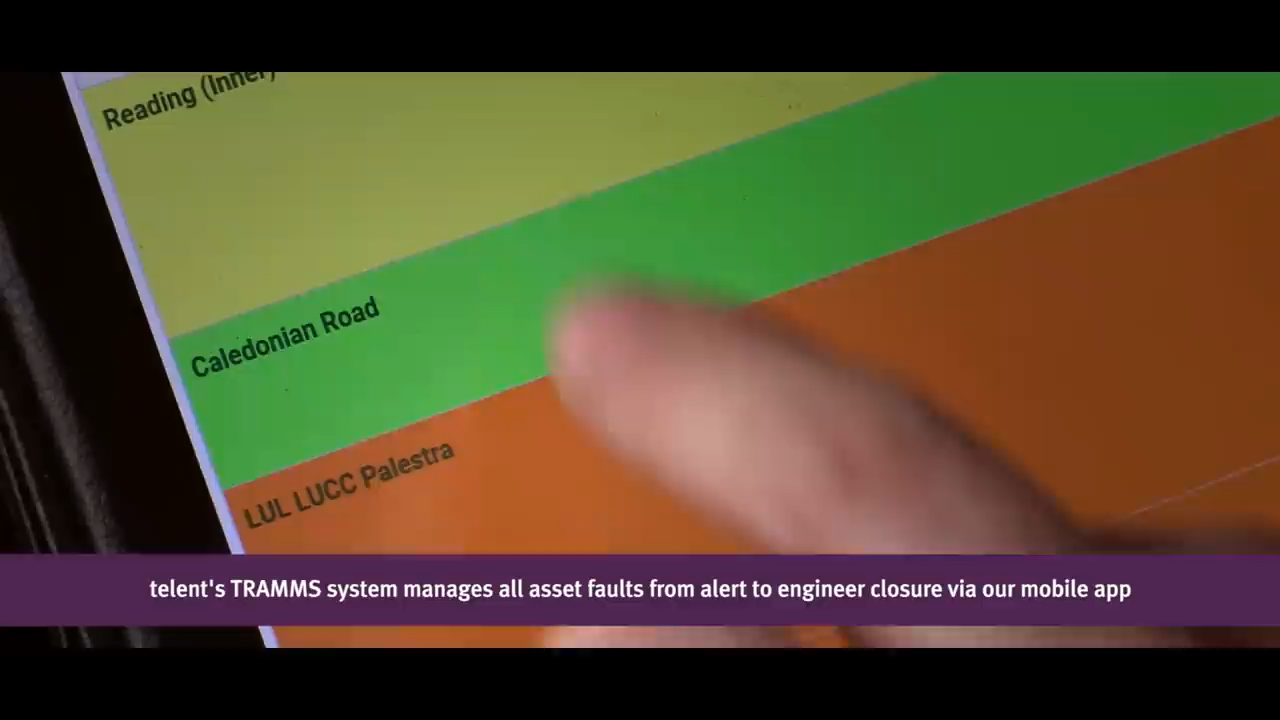 Reading (Inner)
Caledonian Road
LUL LUCC Palestra
telent's TRAMMS system manages all asset faults from alert to engineer closure via our mobile app